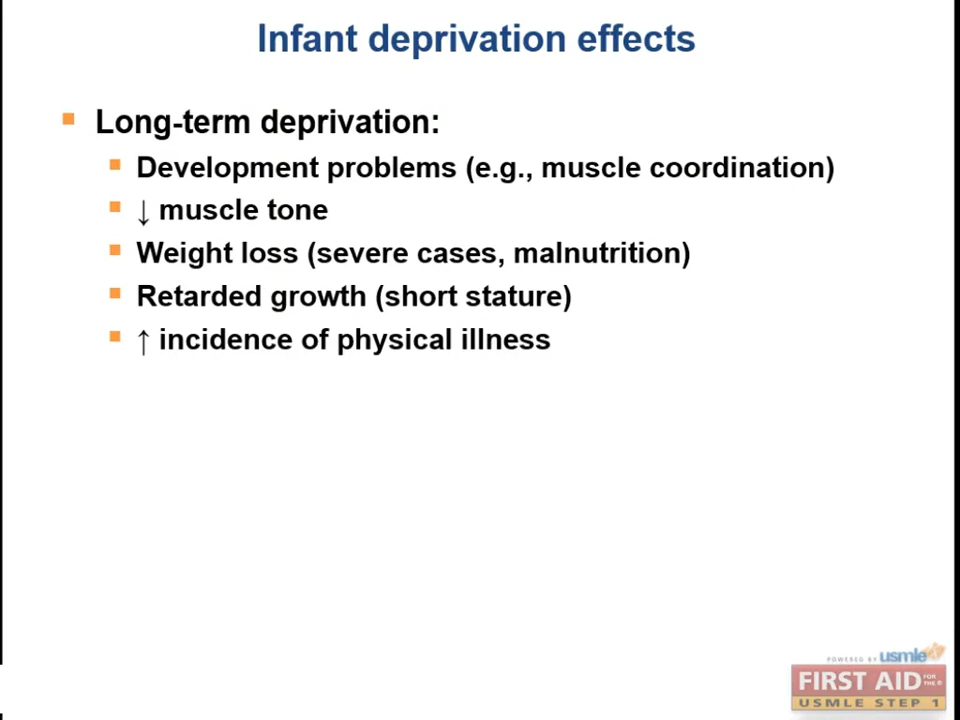 Infant deprivation effects
Long-term deprivation:
Development problems (e.g., muscle coordination)
↓ muscle tone
Weight loss (severe cases, malnutrition)
Retarded growth (short stature)
↑ incidence of physical illness
POWERED BY usmle
FIRST AID FOR THE®
USMLE STEP 1